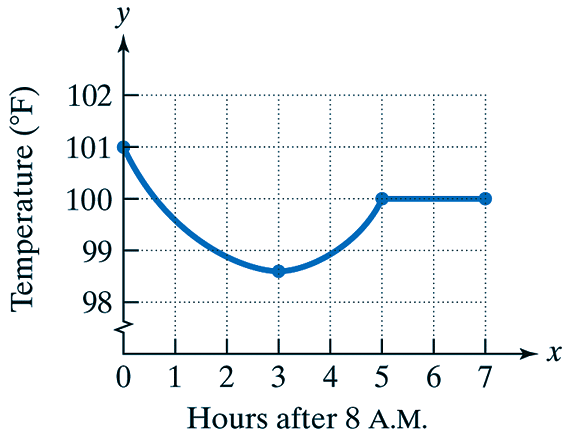 y
Temperature (°F)
102
101
100
99
98
0 1 2 3 4 5 6 7 x
Hours after 8 A.M.